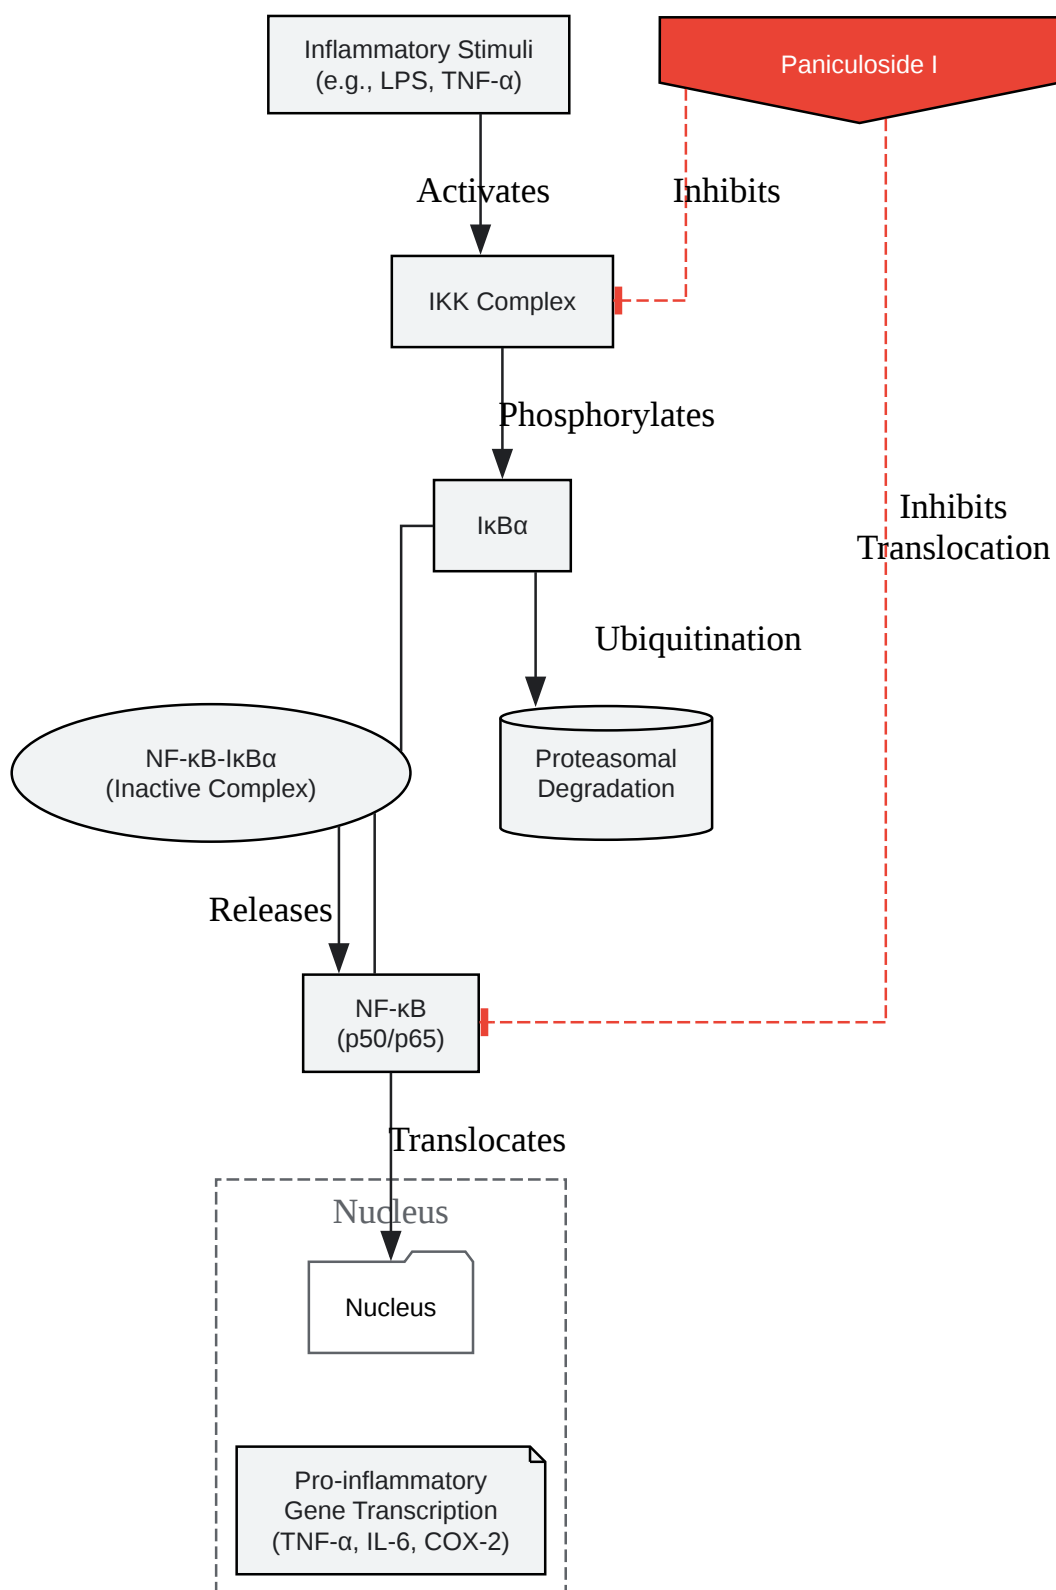 Inflammatory Stimuli
(e.g., LPS, TNF-α)
Paniculoside I
Activates
Inhibits
IKK Complex
Phosphorylates
IκBα
Inhibits
Translocation
Ubiquitination
NF-κB-IκBα
(Inactive Complex)
Proteasomal
Degradation
Releases
NF-κB
(p50/p65)
Translocates
Nucleus
Nucleus
Pro-inflammatory
Gene Transcription
(TNF-α, IL-6, COX-2)